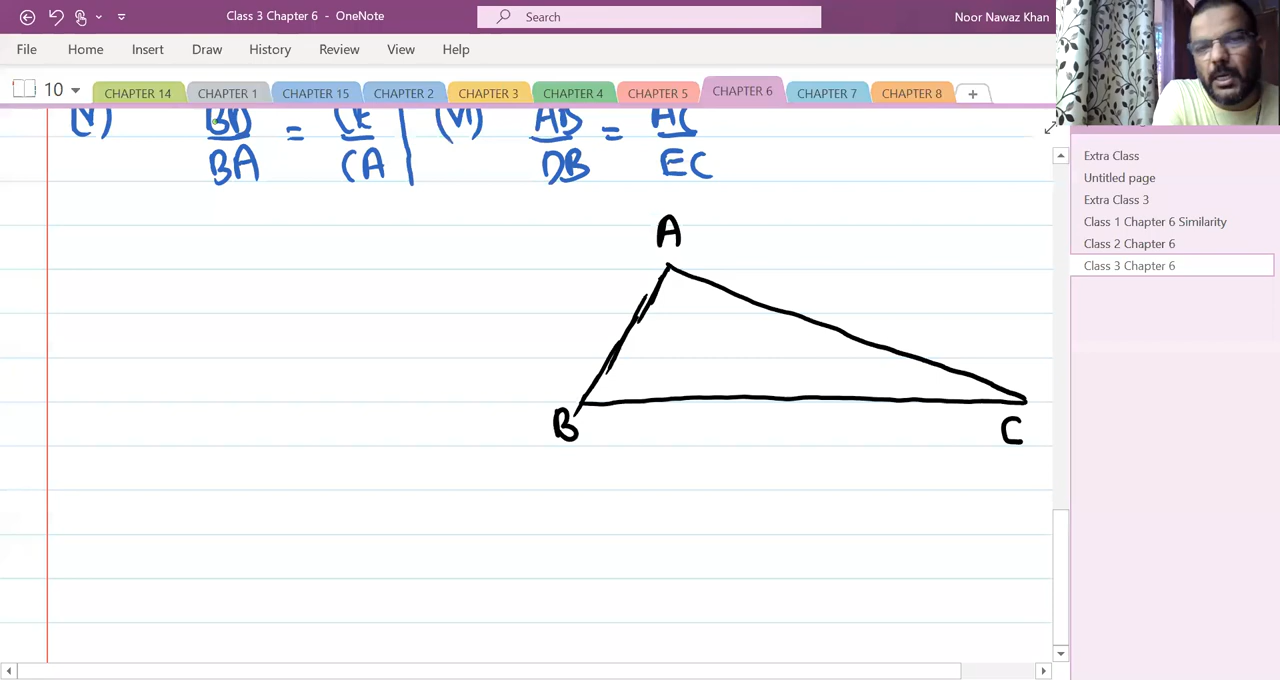 Class 3 Chapter 6 - OneNote
Search
Noor Nawaz Khan
File Home Insert Draw History Review View Help
10 CHAPTER 14 CHAPTER 1 CHAPTER 15 CHAPTER 2 CHAPTER 3 CHAPTER 4 CHAPTER 5 CHAPTER 6 CHAPTER 7 CHAPTER 8 +
(V) BD = CE | (VI) AB = AC
BA CA DB EC
A
B
C
Extra Class
Untitled page
Extra Class 3
Class 1 Chapter 6 Similarity
Class 2 Chapter 6
Class 3 Chapter 6